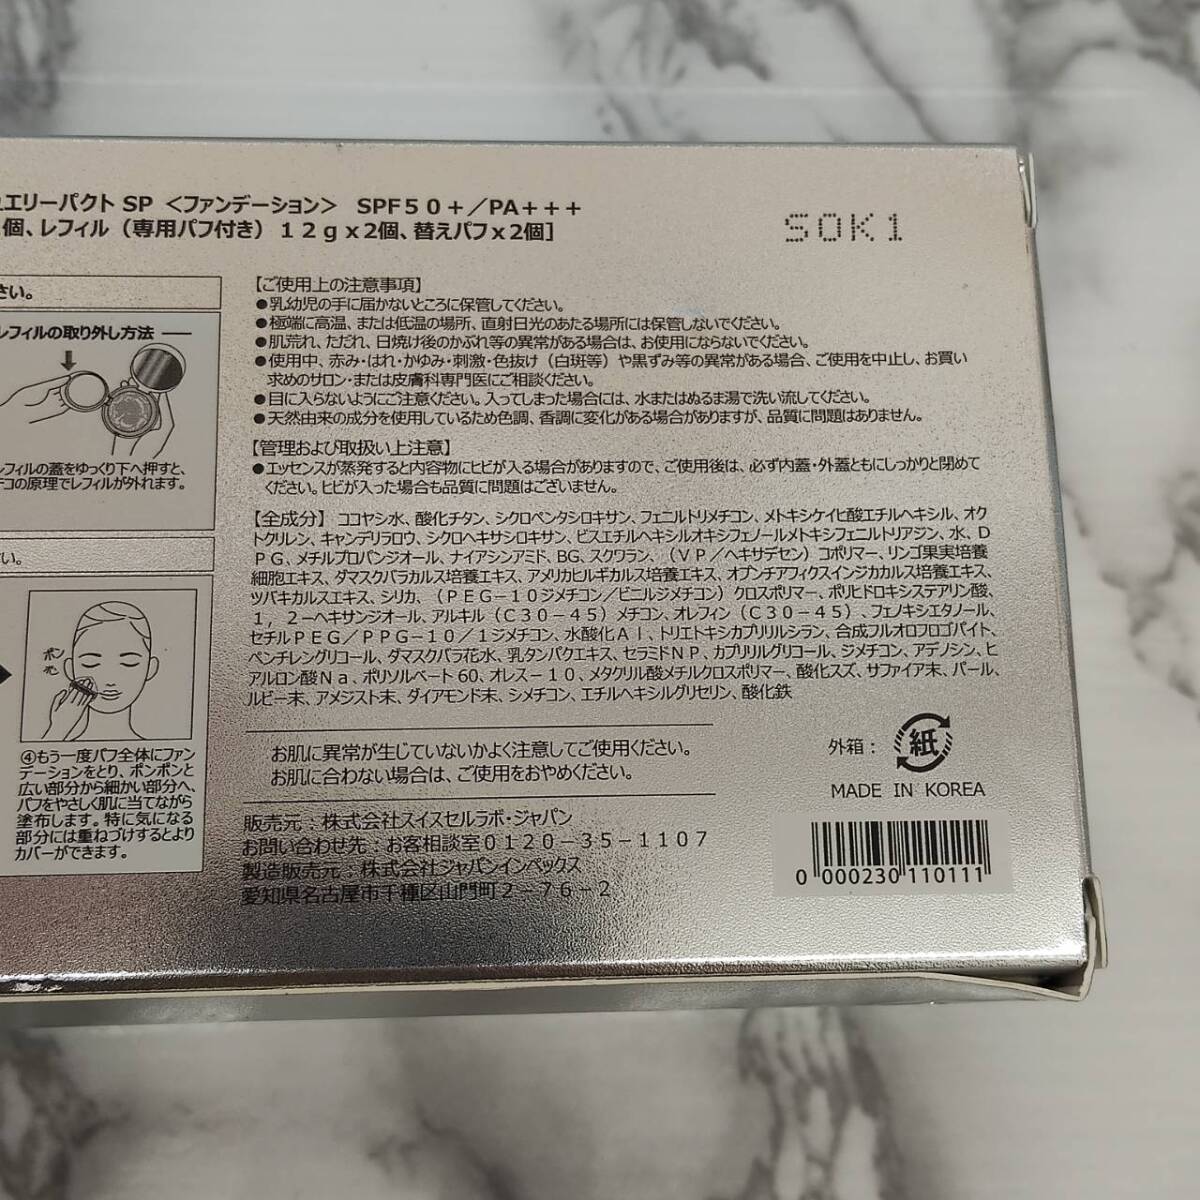 ュエリーパクト SP <ファンデーション> SPF50+/PA+++
個、レフィル(専用パフ付き)12gx2個、替えパフx2個]
SOK1
さい。
レフィルの取り外し方法
レフィルの蓋をゆっくり下へ押すと、
テコの原理でレフィルが外れます。
い。
ポン
ポン
④もう一度パフ全体にファン
デーションをとり、ポンポンと
広い部分から細かい部分へ、
パフをやさしく肌に当てながら
塗布します。特に気になる
部分には重ねづけするとより
カバーができます。
【ご使用上の注意事項】
●乳幼児の手に届かないところに保管してください。
●極端に高温、または低温の場所、直射日光のあたる場所には保管しないでください。
●肌荒れ、ただれ、日焼け後のかぶれ等の異常がある場合は、お使用にならないでください。
●使用中、赤み・はれ・かゆみ・刺激・色抜け(白斑等)や黒ずみ等の異常がある場合、ご使用を中止し、お買い
求めのサロン・または皮膚科専門医にご相談ください。
●目に入らないようにご注意ください。入ってしまった場合には、水またはぬるま湯で洗い流してください。
●天然由来の成分を使用しているため色調、香調に変化がある場合がありますが、品質に問題はありません。
【管理および取扱い上注意】
●エッセンスが蒸発すると内容物にヒビが入る場合がありますので、ご使用後は、必ず内蓋・外蓋ともにしっかりと閉めて
ください。ヒビが入った場合も品質に問題はございません。
【全成分】 ココヤシ水、酸化チタン、シクロペンタシロキサン、フェニルトリメチコン、メトキシケイヒ酸エチルヘキシル、オク
トクリレン、キャンデリラロウ、シクロヘキサシロキサン、ビスエチルヘキシルオキシフェノールメトキシフェニルトリアジン、水、D
PG、メチルプロパンジオール、ナイアシンアミド、BG、スクワラン、(VP/ヘキサデセン)コポリマー、リンゴ果実培養
細胞エキス、ダマスクバラカルス培養エキス、アメリカヒルギカルス培養エキス、オプンチアフィクスインジカカルス培養エキス、
ツバキカルスエキス、シリカ、(PEG-10ジメチコン/ビニルジメチコン)クロスポリマー、ポリヒドロキシステアリン酸、
1,2-ヘキサンジオール、アルキル(C30-45)メチコン、オレフィン(C30-45)、フェノキシエタノール、
セチルPEG/PPG-10/1ジメチコン、水酸化Al、トリエトキシカプリリルシラン、合成フルオロフロゴパイト、
ペンチレングリコール、ダマスクバラ花水、乳タンパクエキス、セラミドNP、カプリリルグリコール、ジメチコン、アデノシン、ヒ
アルロン酸Na、ポリソルベート60、オレス-10、メタクリル酸メチルクロスポリマー、酸化スズ、サファイア末、パール、
ルビー末、アメジスト末、ダイアモンド末、シメチコン、エチルヘキシルグリセリン、酸化鉄
お肌に異常が生じていないかよく注意してご使用ください。
お肌に合わない場合は、ご使用をおやめください。
外箱: 紙
MADE IN KOREA
販売元:株式会社スイスセルラボ・ジャパン
お問い合わせ先:お客相談室0120-35-1107
製造販売元:株式会社ジャパンインペックス
愛知県名古屋市千種区山門町2-76-2
0 000230 110111